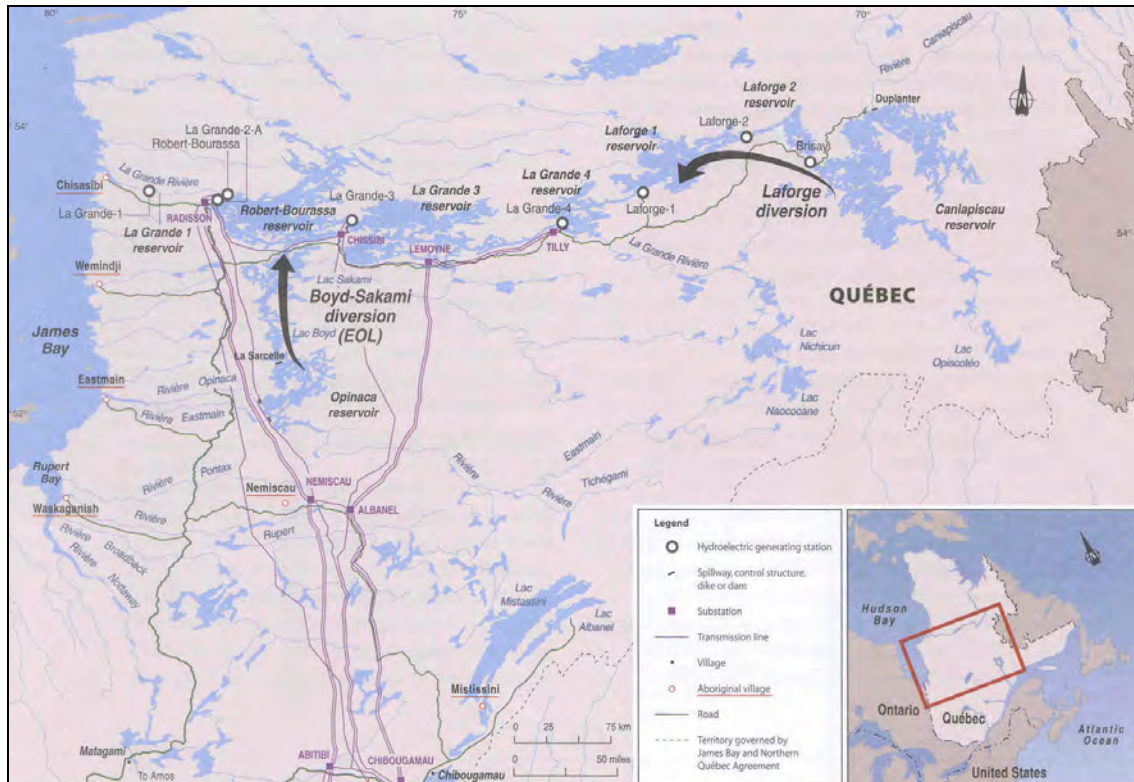 80°
75°
70°
Rivière Caniapiscau
Laforge 2
reservoir
Duplanter
54°
La Grande-2-A
Robert-Bourassa
Laforge-2
Laforge 1
reservoir
Brisay
Chisasibi
La Grande Rivière
La Grande-1
La Grande 1
reservoir
RADISSON
Robert-Bourassa
reservoir
La Grande-3
La Grande 3
reservoir
La Grande 4
reservoir
La Grande-4
Laforge-1
Laforge
diversion
Caniapiscau
reservoir
CHISSIBI
LEMOYNE
TILLY
La Grande Rivière
54°
Wemindji
Lac Sakami
Boyd-Sakami
diversion
(EOL)
Lac Boyd
QUÉBEC
James
Bay
La Sarcelle
Lac
Nichicun
Lac
Opiscotéo
Eastmain
Rivière Opinaca
Opinaca
reservoir
52°
Rivière Eastmain
Lac
Naococane
Rupert
Bay
Rivière Pontax
Nemiscau
NEMISCAU
Rivière Eastmain
Rivière Tichégami
Waskaganish
Rivière Rupert
ALBANEL
Rivière Broadback
Rivière Nottaway
Lac
Mistassini
Lac
Albanel
Mistissini
Matagami
To Amos
ABITIBI
CHIBOUGAMAU
Chibougamau
0 25 75 km
0 50 miles
Legend
Hydroelectric generating station
Spillway, control structure,
dike or dam
Substation
Transmission line
Village
Aboriginal village
Road
Territory governed by
James Bay and Northern
Québec Agreement
Hudson
Bay
Ontario
Québec
Atlantic
Ocean
United States